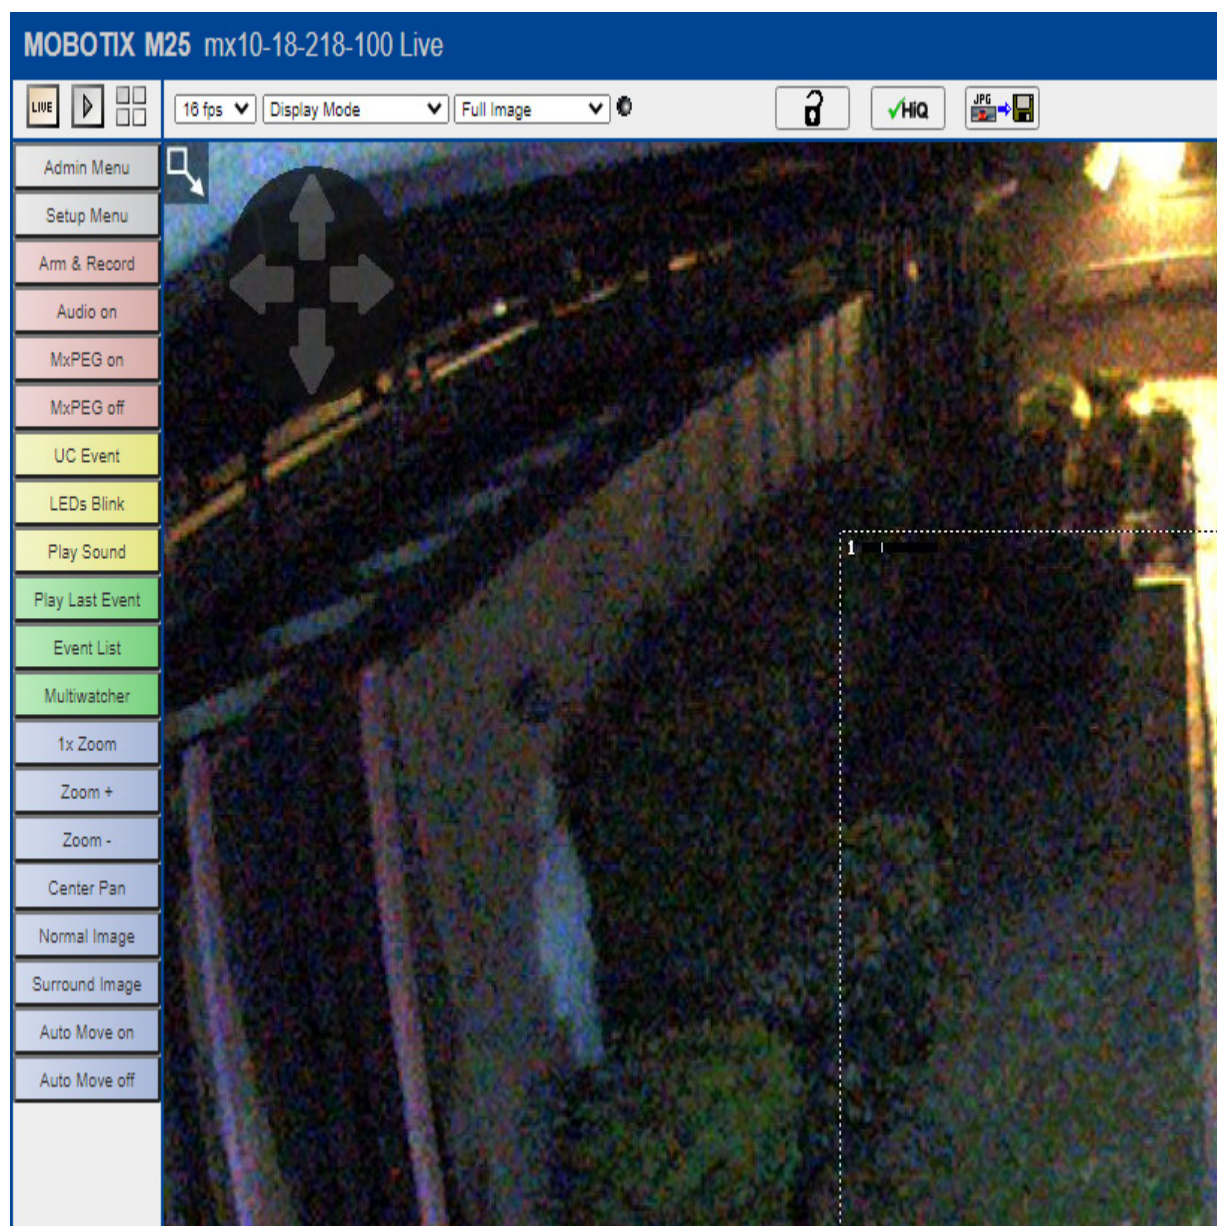 MOBOTIX M25 mx10-18-218-100 Live
LIVE
16 fps
Display Mode
Full Image
HiQ
JPG
Admin Menu
Setup Menu
Arm & Record
Audio on
MxPEG on
MxPEG off
UC Event
LEDs Blink
Play Sound
Play Last Event
Event List
Multiwatcher
1x Zoom
Zoom +
Zoom -
Center Pan
Normal Image
Surround Image
Auto Move on
Auto Move off
1